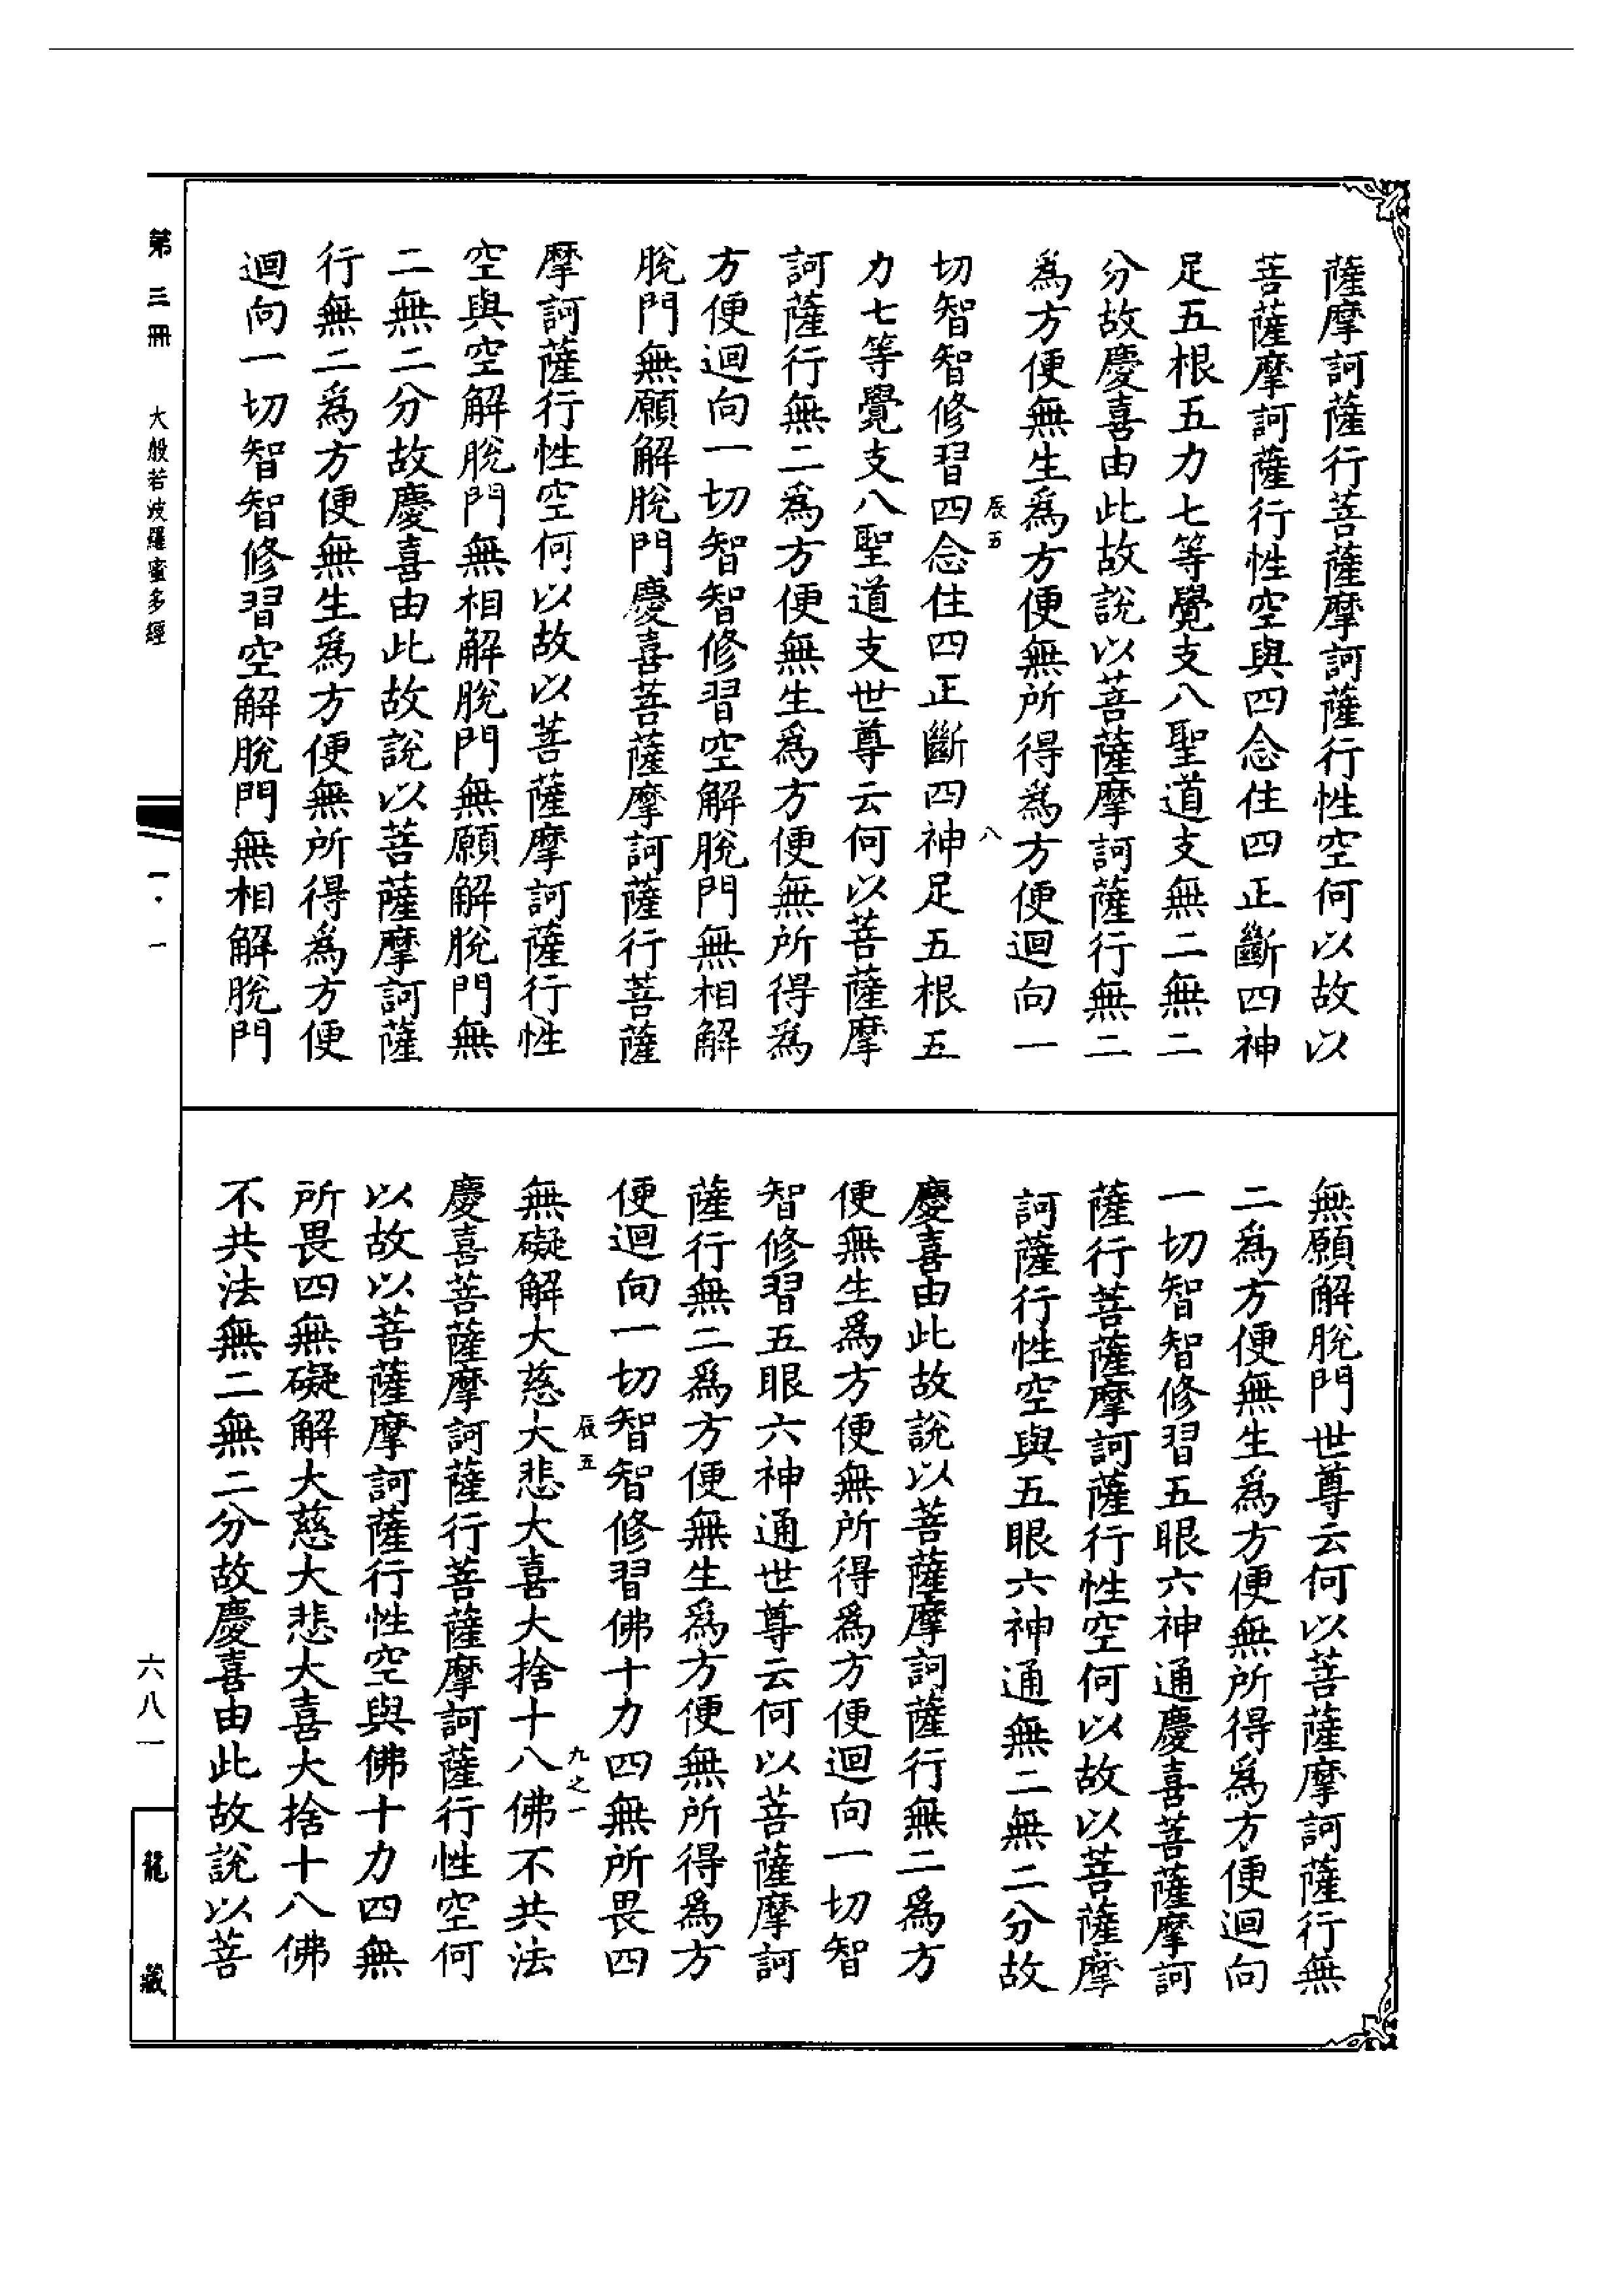 薩摩訶薩行菩薩摩訶薩行性空何以故以
菩薩摩訶薩行性空與四念住四正斷四神
足五根五力七等覺支八聖道支無二無二
分故慶喜由此故說以菩薩摩訶薩行無二
為方便無生為方便無所得為方便迴向一
辰五
八
切智智修習四念住四正斷四神足五根五
力七等覺支八聖道支世尊云何以菩薩摩
訶薩行無二為方便無生為方便無所得為
方便迴向一切智智修習空解脫門無相解
脫門無願解脫門慶喜菩薩摩訶薩行菩薩
摩訶薩行性空何以故以菩薩摩訶薩行性
空與空解脫門無相解脫門無願解脫門無
二無二分故慶喜由此故說以菩薩摩訶薩
行無二為方便無生為方便無所得為方便
迴向一切智智修習空解脫門無相解脫門
無願解脫門世尊云何以菩薩摩訶薩行無
二為方便無生為方便無所得為方便迴向
一切智智修習五眼六神通慶喜菩薩摩訶
薩行菩薩摩訶薩行性空何以故以菩薩摩
訶薩行性空與五眼六神通無二無二分故
慶喜由此故說以菩薩摩訶薩行無二為方
便無生為方便無所得為方便迴向一切智
智修習五眼六神通世尊云何以菩薩摩訶
薩行無二為方便無生為方便無所得為方
便迴向一切智智修習佛十力四無所畏四
辰五
九之一
無礙解大慈大悲大喜大捨十八佛不共法
慶喜菩薩摩訶薩行菩薩摩訶薩行性空何
以故以菩薩摩訶薩行性空與佛十力四無
所畏四無礙解大慈大悲大喜大捨十八佛
不共法無二無二分故慶喜由此故說以菩
第三冊
大般若波羅蜜多經
一·一
六八一
龍藏